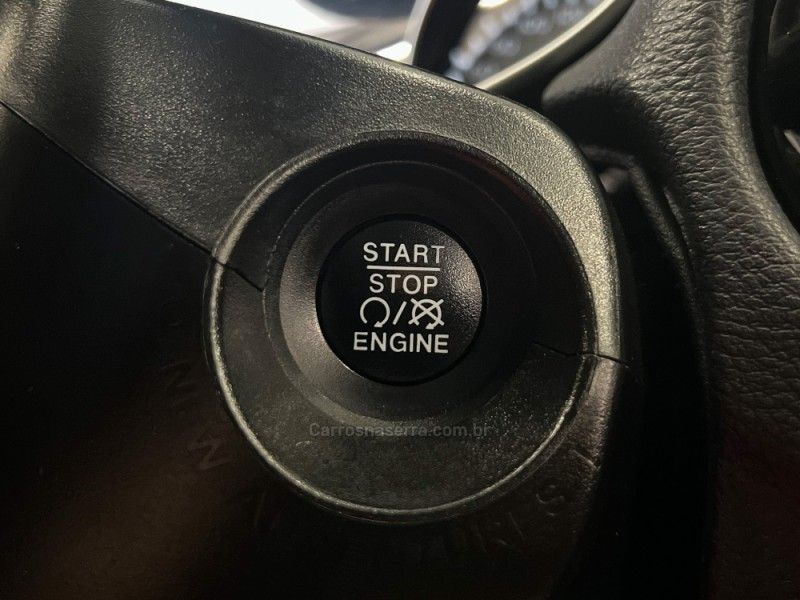 START
STOP
/
ENGINE
Carrosnaserra.com.br